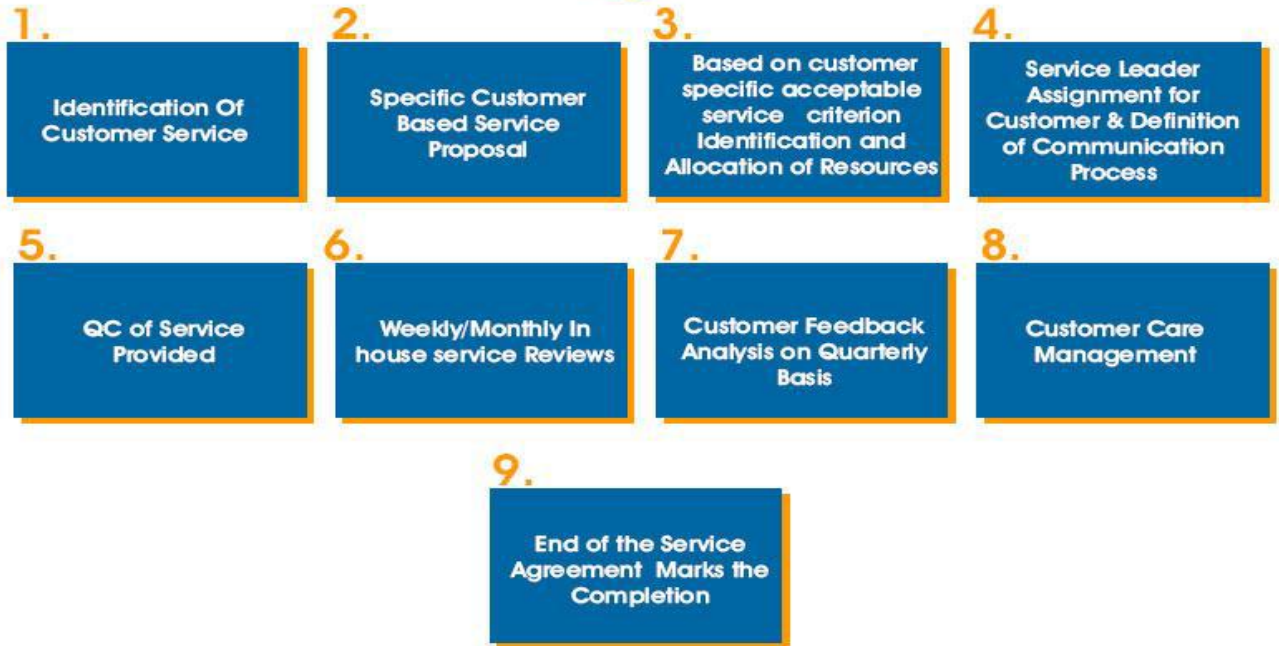 1.
Identification Of
Customer Service
2.
Specific Customer
Based Service
Proposal
3.
Based on customer
specific acceptable
service criterion
Identification and
Allocation of Resources
4.
Service Leader
Assignment for
Customer & Definition
of Communication
Process
5.
QC of Service
Provided
6.
Weekly/Monthly In
house service Reviews
7.
Customer Feedback
Analysis on Quarterly
Basis
8.
Customer Care
Management
9.
End of the Service
Agreement Marks the
Completion